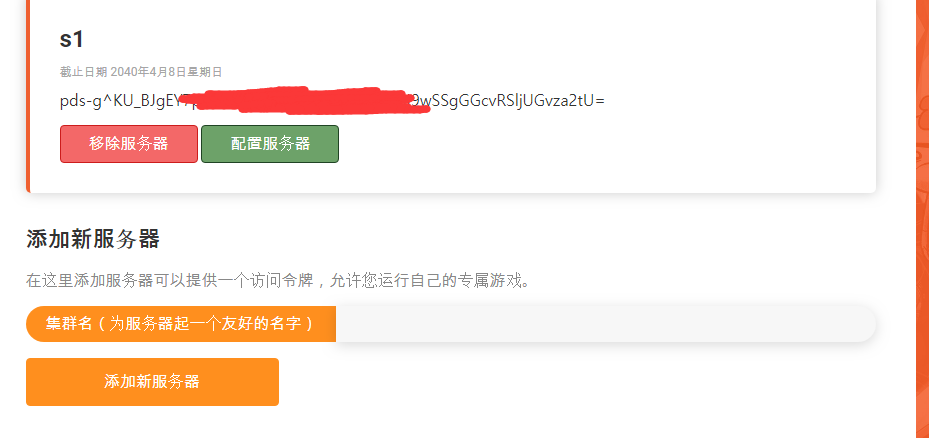 s1
截止日期 2040年4月8日星期日
pds-g^KU_BJgEY 9wSSgGGcvRSljUGvza2tU=
移除服务器 配置服务器
添加新服务器
在这里添加服务器可以提供一个访问令牌，允许您运行自己的专属游戏。
集群名（为服务器起一个友好的名字）
添加新服务器